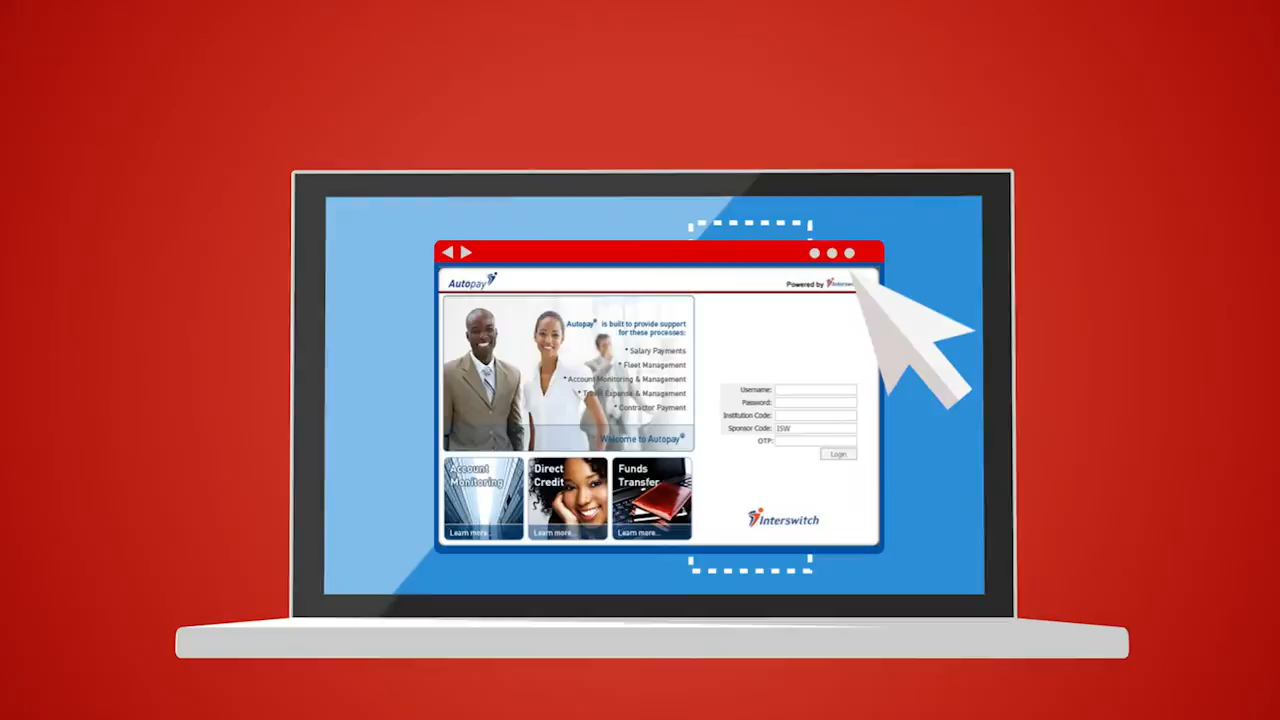 Autopay
Powered by
Autopay® is built to provide support
for these processes:
* Salary Payments
* Fleet Management
* Account Monitoring & Management
* Travel Expense & Management
* Contractor Payment
Welcome to Autopay®
Account
Monitoring
Learn more...
Direct
Credit
Learn more...
Funds
Transfer
Learn more...
Username:
Password:
Institution Code:
Sponsor Code: ISW
OTP:
Login
Interswitch